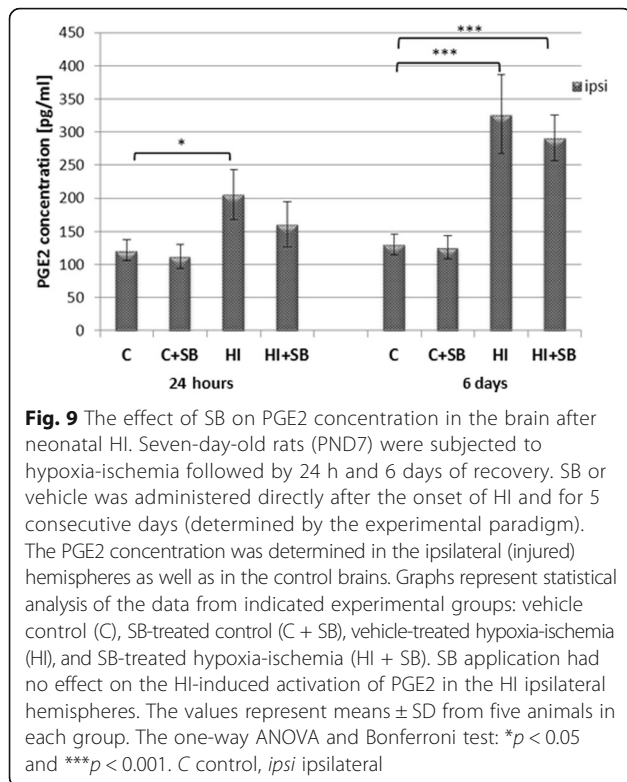 450
400
350
300
250
200
150
100
50
0
PGE2 concentration [pg/ml]
*
***
***
ipsi
C C+SB HI HI+SB C C+SB HI HI+SB
24 hours 6 days
Fig. 9 The effect of SB on PGE2 concentration in the brain after
neonatal HI. Seven-day-old rats (PND7) were subjected to
hypoxia-ischemia followed by 24 h and 6 days of recovery. SB or
vehicle was administered directly after the onset of HI and for 5
consecutive days (determined by the experimental paradigm).
The PGE2 concentration was determined in the ipsilateral (injured)
hemispheres as well as in the control brains. Graphs represent statistical
analysis of the data from indicated experimental groups: vehicle
control (C), SB-treated control (C + SB), vehicle-treated hypoxia-ischemia
(HI), and SB-treated hypoxia-ischemia (HI + SB). SB application had
no effect on the HI-induced activation of PGE2 in the HI ipsilateral
hemispheres. The values represent means ± SD from five animals in
each group. The one-way ANOVA and Bonferroni test: *p < 0.05
and ***p < 0.001. C control, ipsi ipsilateral